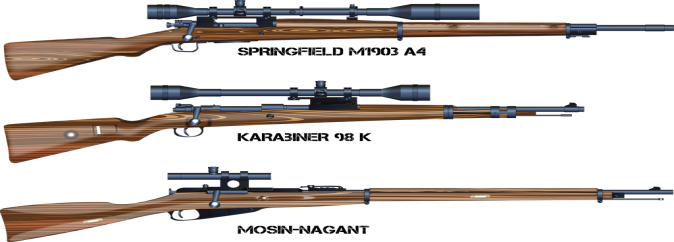 SPRINGFIELD M1903 A4
KARABINER 98 K
MOSIN-NAGANT